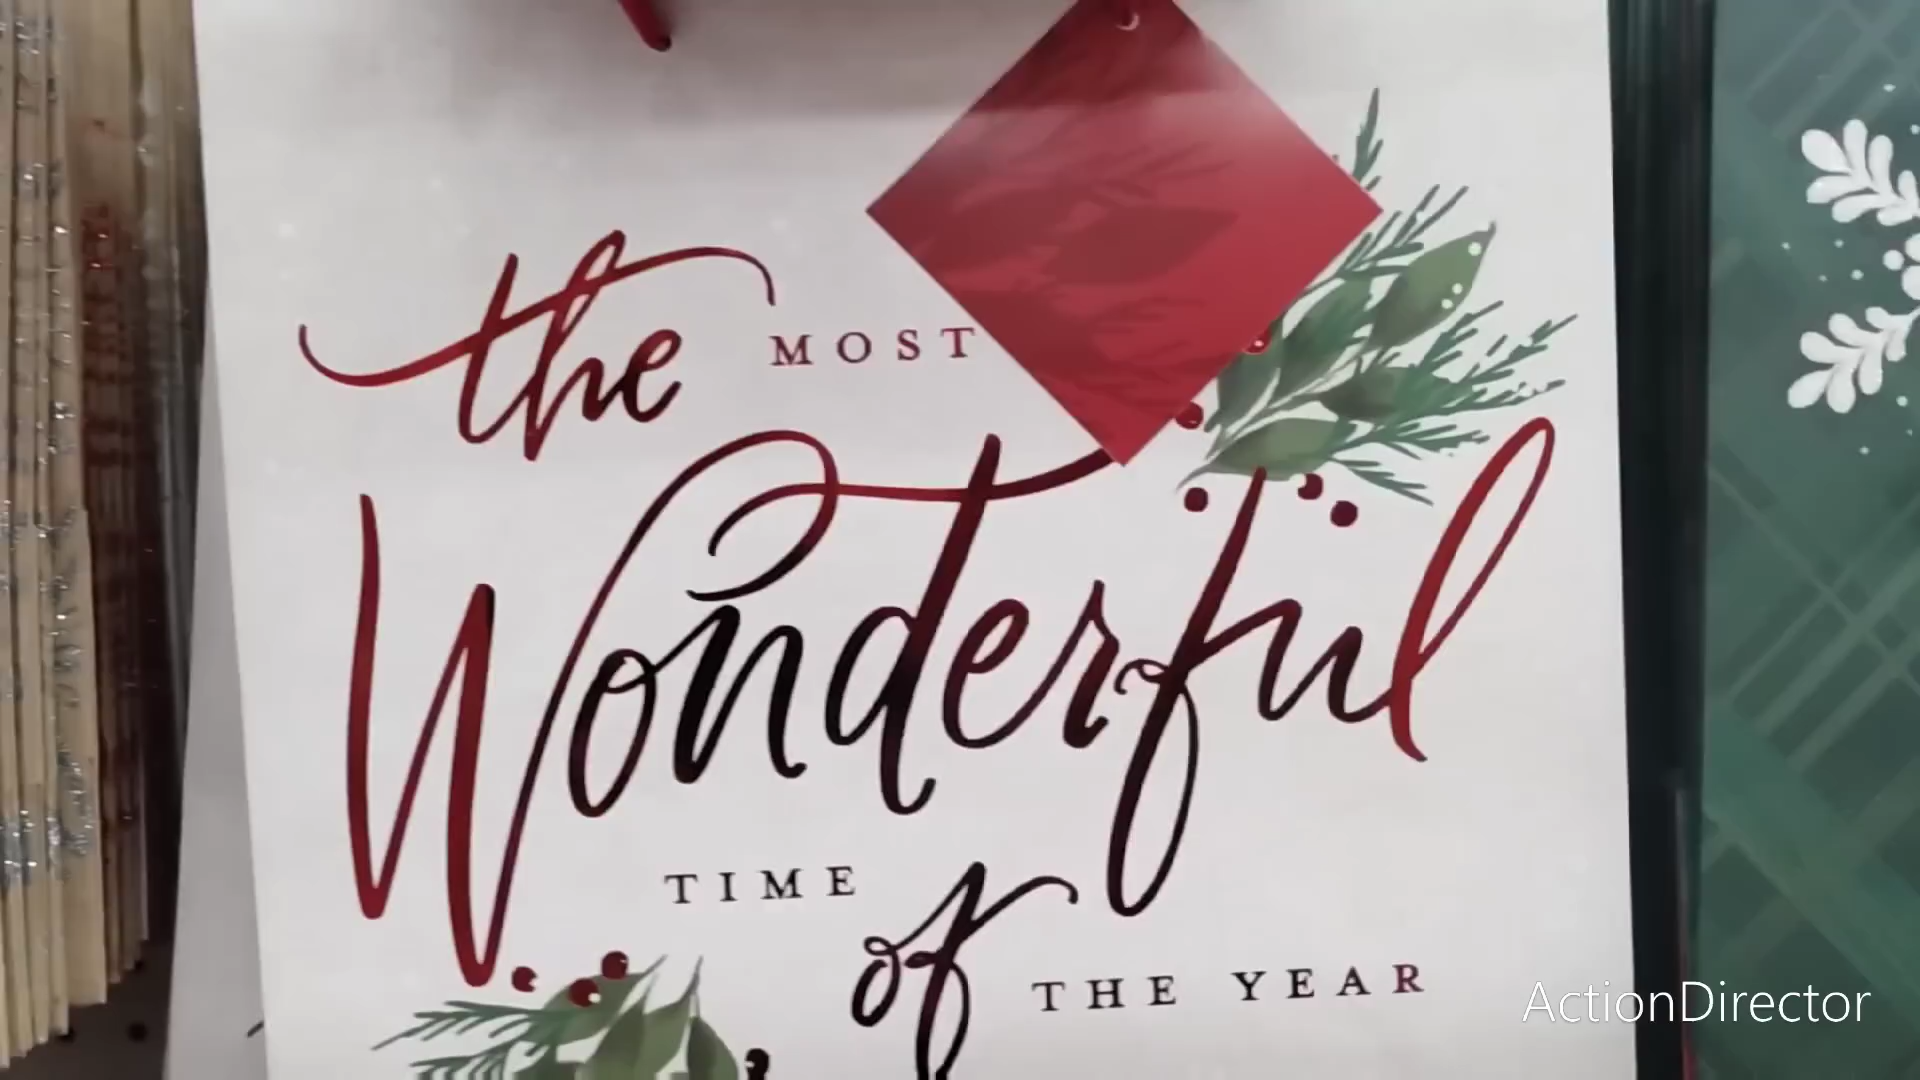 the MOST
Wonderful
TIME of THE YEAR
ActionDirector